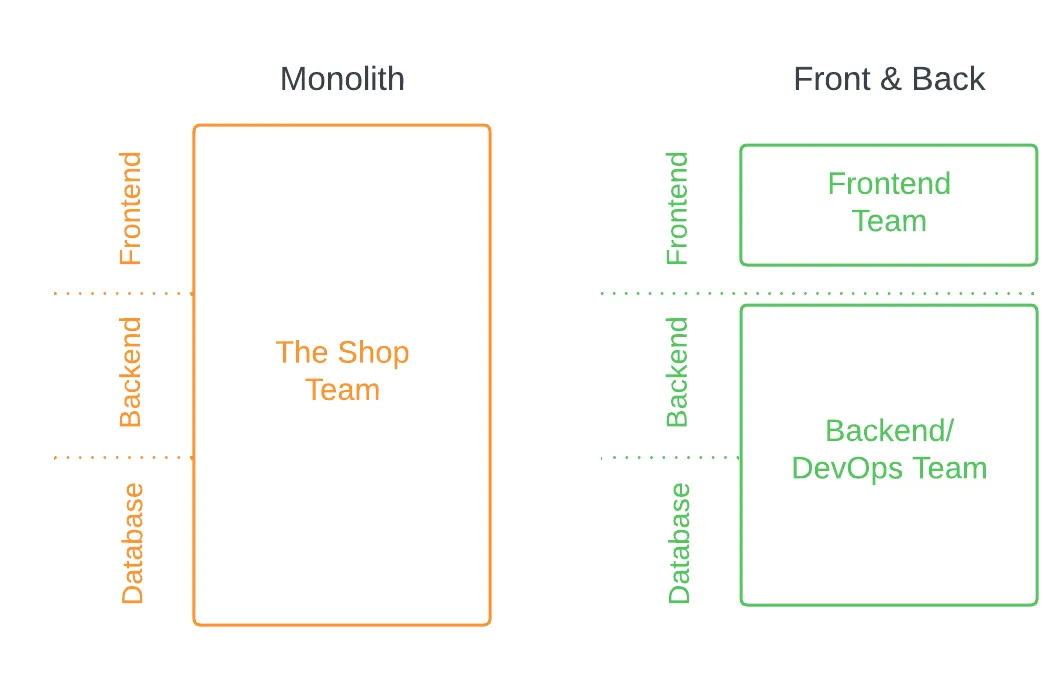 Monolith
Frontend
Backend
Database
The Shop
Team
Front & Back
Frontend
Backend
Database
Frontend
Team
Backend/
DevOps Team